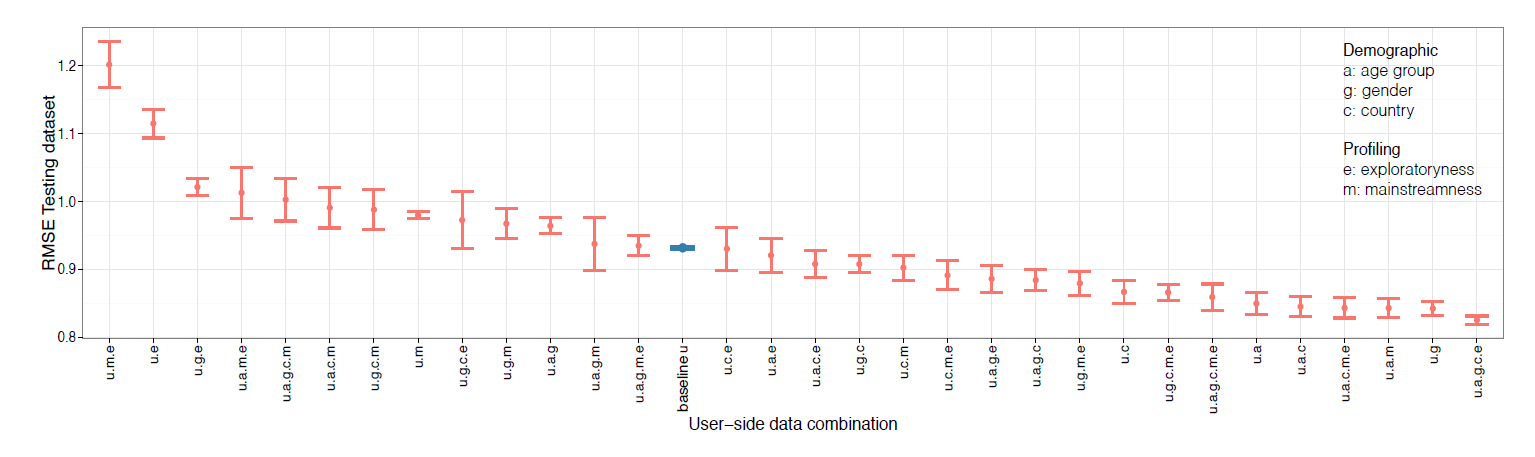 Demographic
a: age group
g: gender
c: country
Profiling
e: exploratoryness
m: mainstreamness
RMSE Testing dataset
1.2
1.1
1.0
0.9
0.8
u.m.e
u.e
u.g.e
u.a.m.e
u.a.g.c.m
u.a.c.m
u.g.c.m
u.m
u.g.c.e
u.g.m
u.a.g
u.a.g.m
u.a.g.m.e
baseline u
u.c.e
u.a.e
u.a.c.e
u.g.c
u.c.m
u.c.m.e
u.a.g.e
u.a.g.c
u.g.m.e
u.c
u.g.c.m.e
u.a.g.c.m.e
u.a
u.a.c
u.a.c.m.e
u.a.m
u.g
u.a.g.c.e
User−side data combination